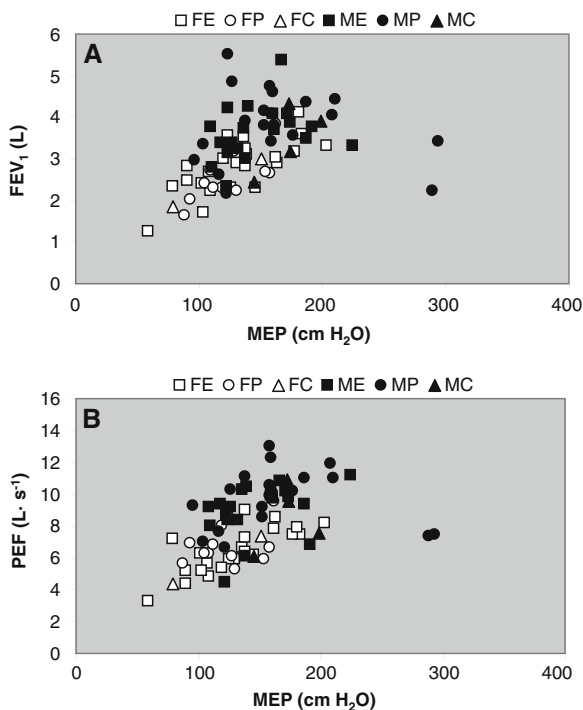 FE FP FC ME MP MC
A
6
5
4
3
2
1
0
FEV₁ (L)
0 100 200 300 400
MEP (cm H₂O)
FE FP FC ME MP MC
B
16
14
12
10
8
6
4
2
0
PEF (L· s⁻¹)
0 100 200 300 400
MEP (cm H₂O)